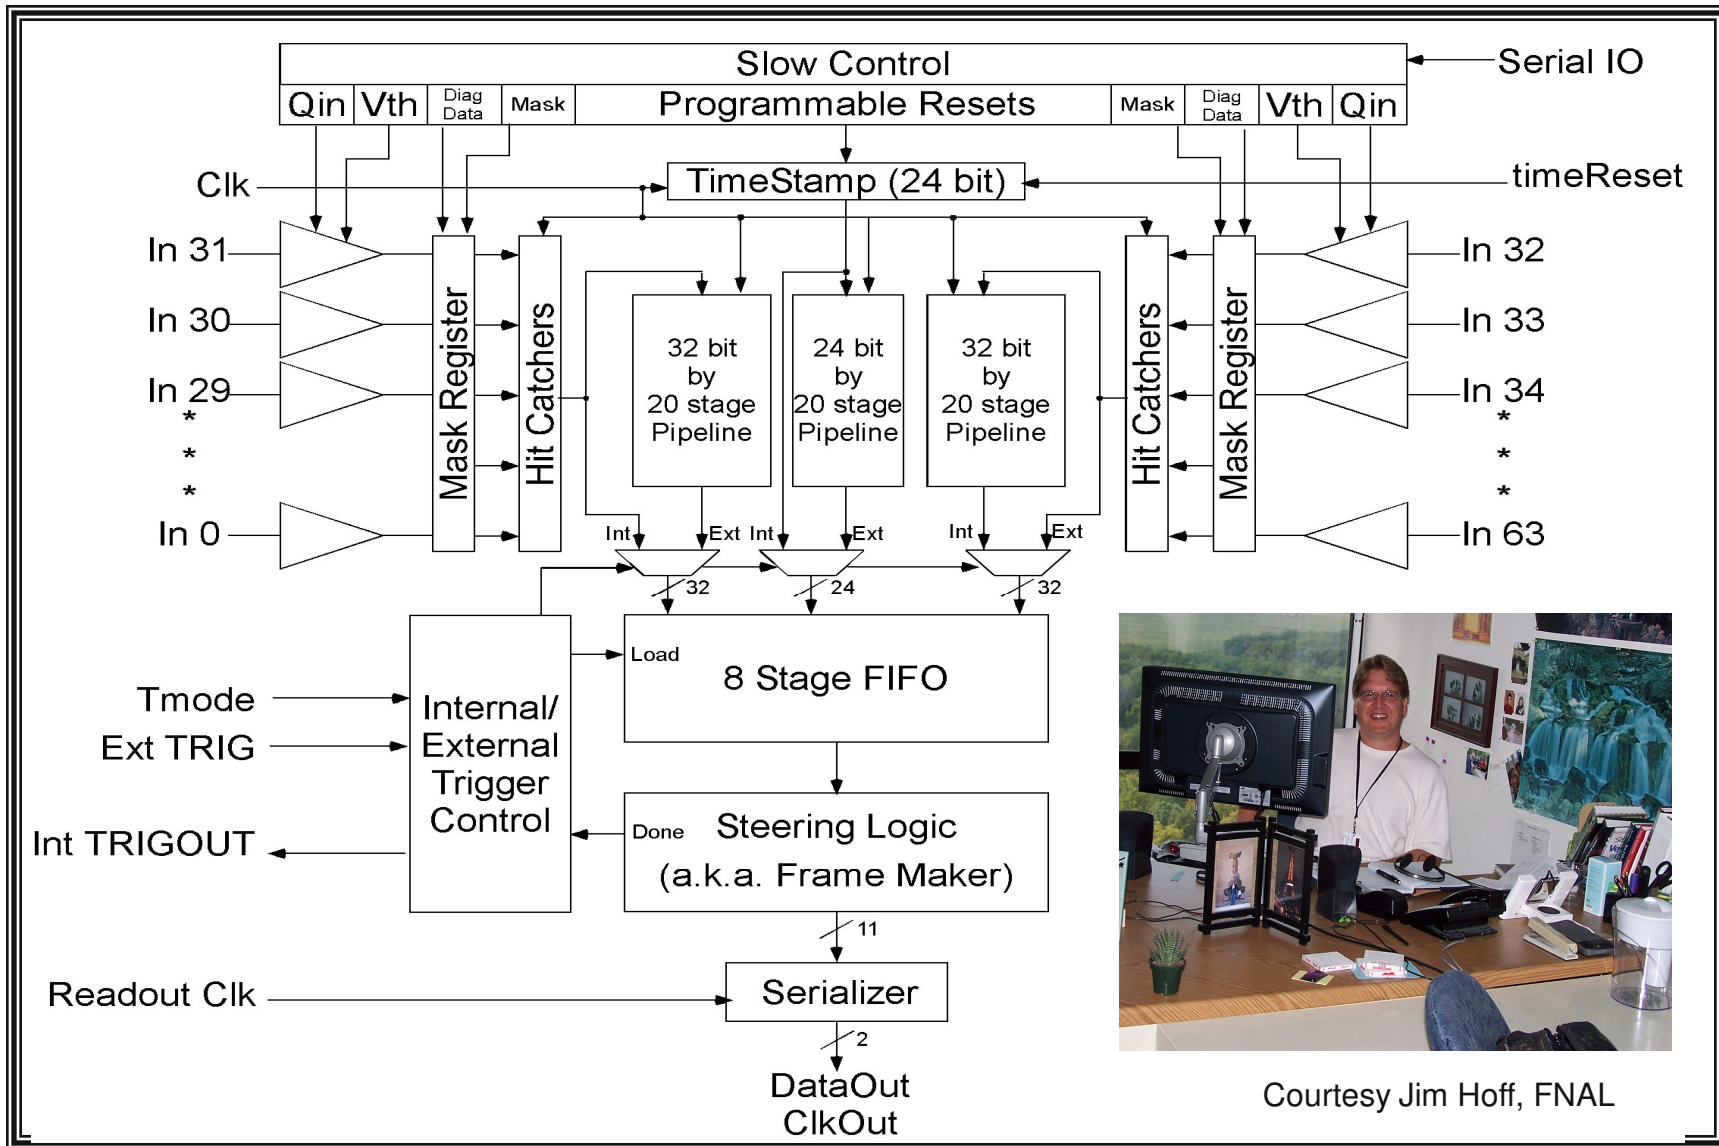 Slow Control
Serial IO
Qin Vth Diag Data Mask Programmable Resets Mask Diag Data Vth Qin
Clk
TimeStamp (24 bit)
timeReset
In 31
In 30
In 29
*
*
*
In 0
Mask Register
Hit Catchers
32 bit
by
20 stage
Pipeline
24 bit
by
20 stage
Pipeline
32 bit
by
20 stage
Pipeline
Hit Catchers
Mask Register
In 32
In 33
In 34
*
*
*
In 63
Int Ext Int Ext Int Ext
32 24 32
Load
8 Stage FIFO
Tmode
Ext TRIG
Int TRIGOUT
Internal/
External
Trigger
Control
Done
Steering Logic
(a.k.a. Frame Maker)
11
Readout Clk
Serializer
2
DataOut
ClkOut
Courtesy Jim Hoff, FNAL